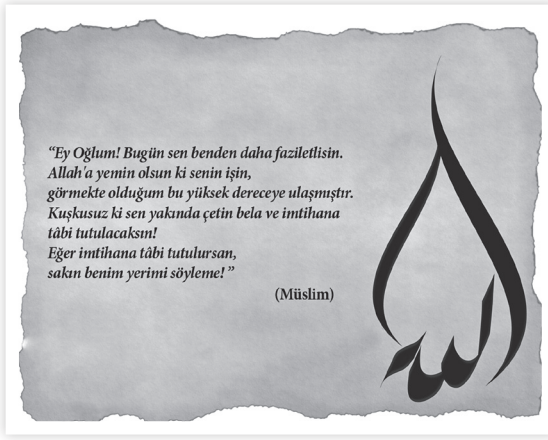 “Ey Oğlum! Bugün sen benden daha faziletlisin.
Allah'a yemin olsun ki senin işin,
görmekte olduğum bu yüksek dereceye ulaşmıştır.
Kuşkusuz ki sen yakında çetin bela ve imtihana
tâbi tutulacaksın!
Eğer imtihana tâbi tutulursan,
sakın benim yerimi söyleme!”
(Müslim)
الله